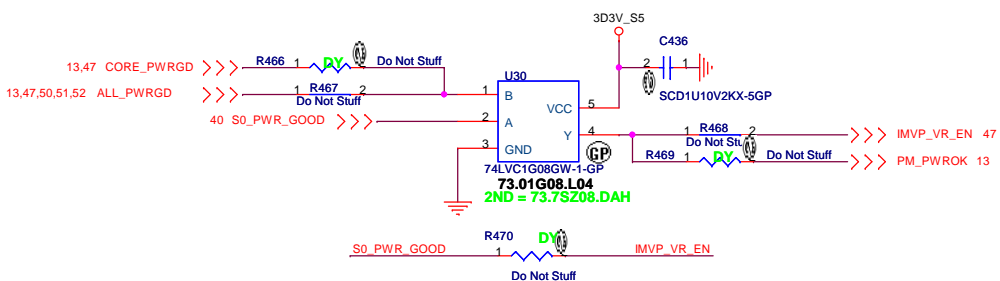 3D3V_S5
13,47 CORE_PWRGD
R466 1 DY Do Not Stuff
C436
2 1
SCD1U10V2KX-5GP
13,47,50,51,52 ALL_PWRGD
1 R467 2
Do Not Stuff
U30
1 B
VCC 5
40 S0_PWR_GOOD
2 A
Y 4
3 GND
GP
74LVC1G08GW-1-GP
73.01G08.L04
2ND = 73.7SZ08.DAH
1 R468 2
Do Not Stu
IMVP_VR_EN 47
R469 1 DY Do Not Stuff
PM_PWROK 13
S0_PWR_GOOD
R470 1 DY
Do Not Stuff
IMVP_VR_EN